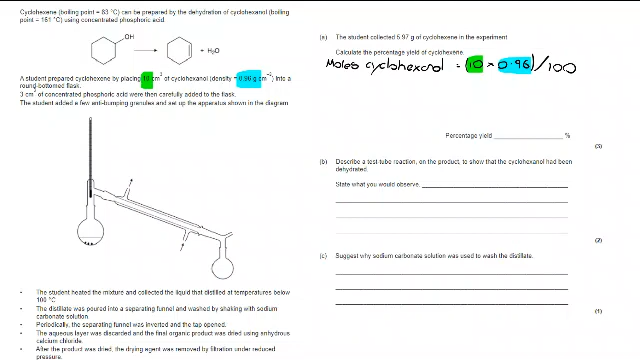 Cyclohexene (boiling point = 83 °C) can be prepared by the dehydration of cyclohexanol (boiling
point = 161 °C) using concentrated phosphoric acid.
OH
+ H₂O
A student prepared cyclohexene by placing 10 cm³ of cyclohexanol (density = 0.96 g cm⁻³) into a
round-bottomed flask.
3 cm³ of concentrated phosphoric acid were then carefully added to the flask.
The student added a few anti-bumping granules and set up the apparatus shown in the diagram.
• The student heated the mixture and collected the liquid that distilled at temperatures below
100 °C
• The distillate was poured into a separating funnel and washed by shaking with sodium
carbonate solution
• Periodically, the separating funnel was inverted and the tap opened.
• The aqueous layer was discarded and the final organic product was dried using anhydrous
calcium chloride.
• After the product was dried, the drying agent was removed by filtration under reduced
pressure.
(a) The student collected 5.97 g of cyclohexene in the experiment.
Calculate the percentage yield of cyclohexene.
Moles cyclohexanol = (10 × 0.96)/100
Percentage yield ____________ %
(3)
(b) Describe a test-tube reaction, on the product, to show that the cyclohexanol had been
dehydrated.
State what you would observe.
(2)
(c) Suggest why sodium carbonate solution was used to wash the distillate.
(1)